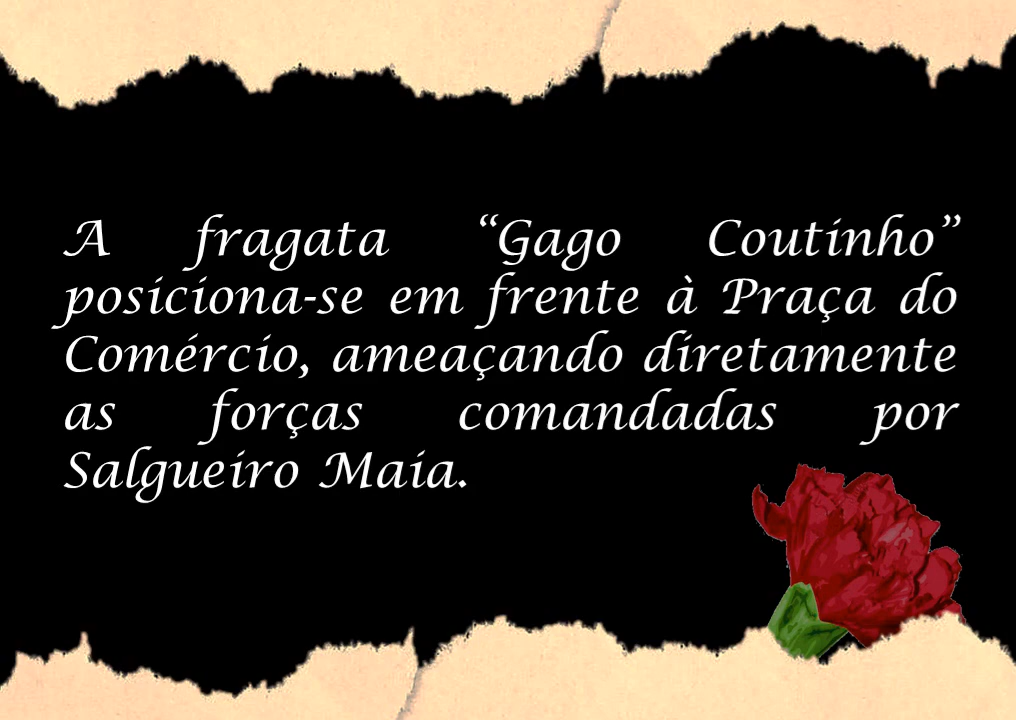 A fragata “Gago Coutinho”
posiciona-se em frente à Praça do
Comércio, ameaçando diretamente
as forças comandadas por
Salgueiro Maia.